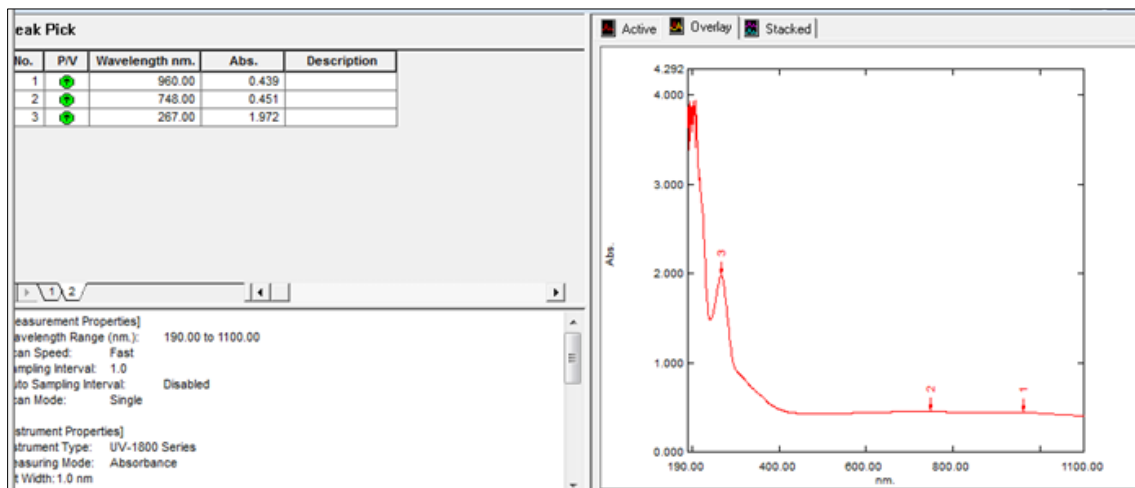 eak Pick
No. P/V Wavelength nm. Abs. Description
1 960.00 0.439
2 748.00 0.451
3 267.00 1.972
1 2
easurement Properties]
avelength Range (nm.): 190.00 to 1100.00
can Speed: Fast
ampling Interval: 1.0
uto Sampling Interval: Disabled
can Mode: Single
strument Properties]
strument Type: UV-1800 Series
easuring Mode: Absorbance
t Width: 1.0 nm
Active Overlay Stacked
4.292
4.000
3.000
2.000
1.000
0.000
Abs.
3
2
1
190.00 400.00 600.00 800.00 1100.00
nm.